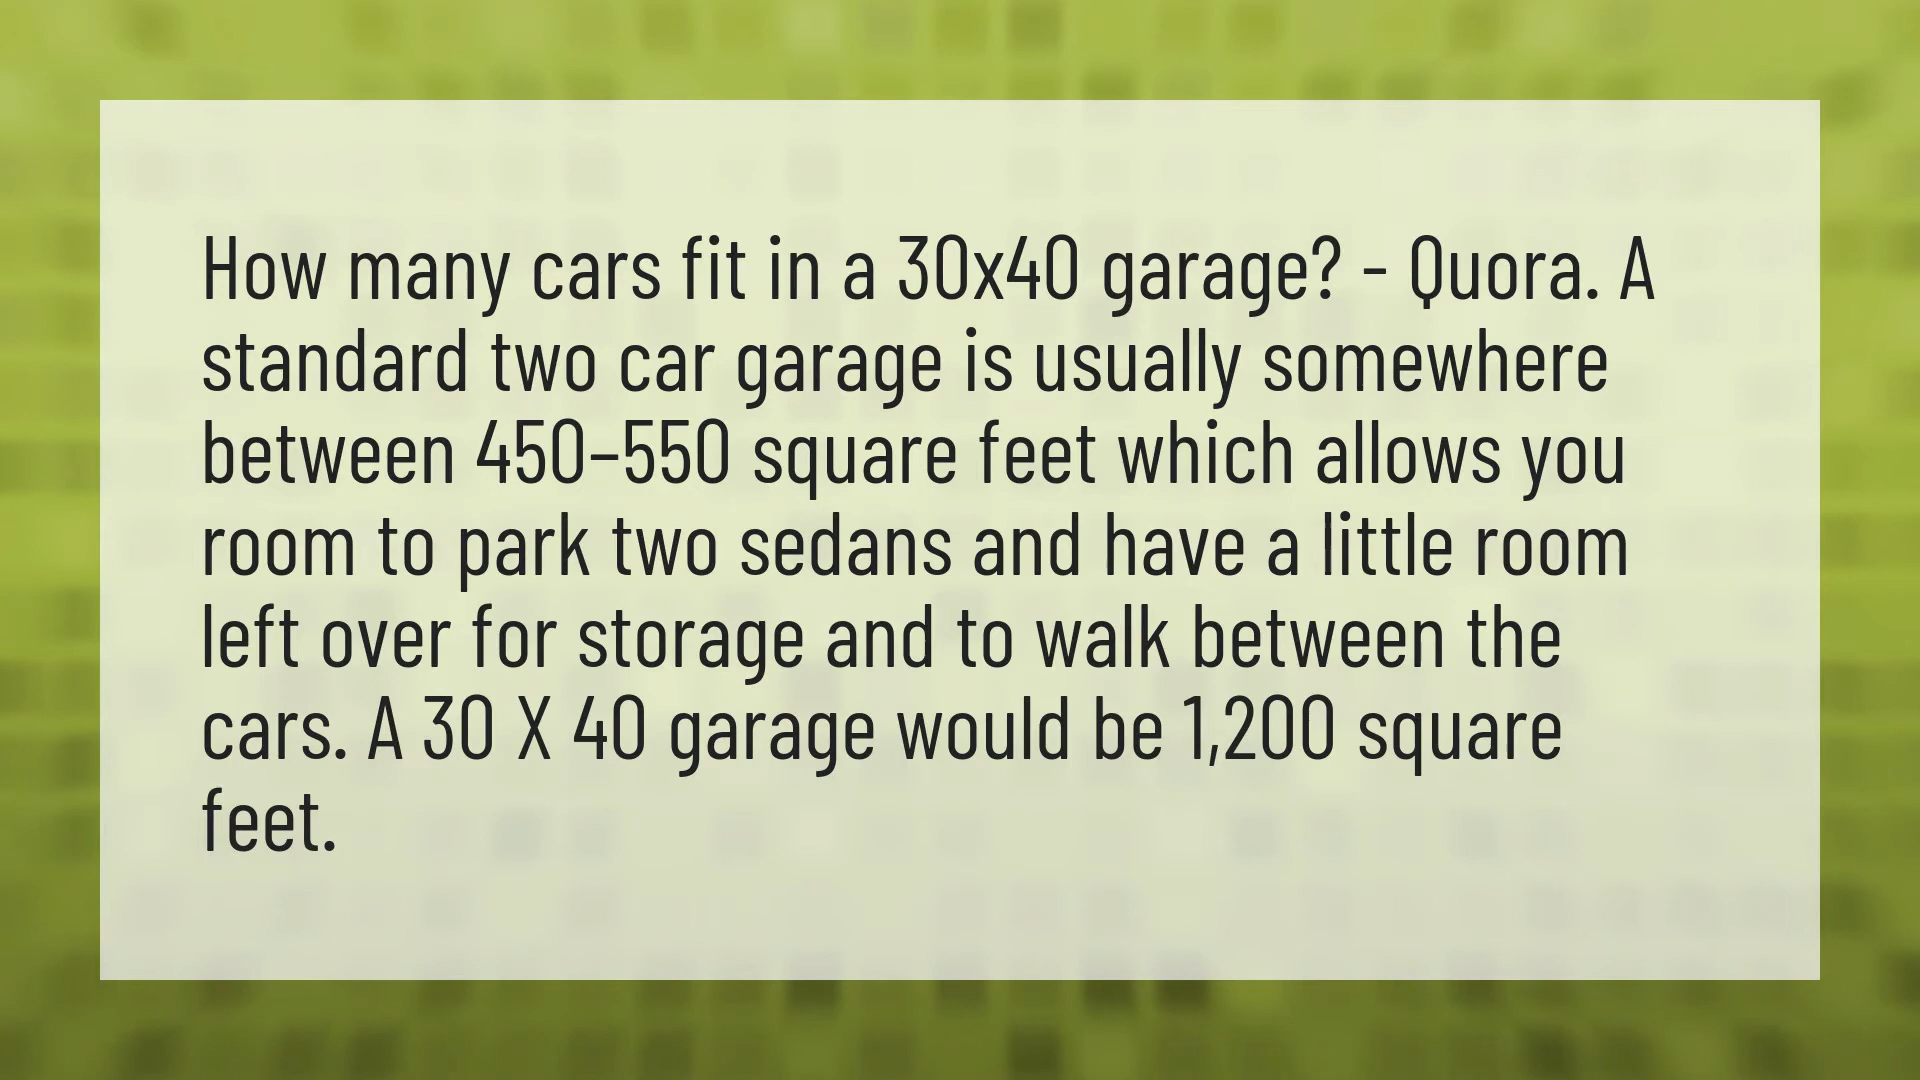 How many cars fit in a 30x40 garage? - Quora. A
standard two car garage is usually somewhere
between 450–550 square feet which allows you
room to park two sedans and have a little room
left over for storage and to walk between the
cars. A 30 X 40 garage would be 1,200 square
feet.